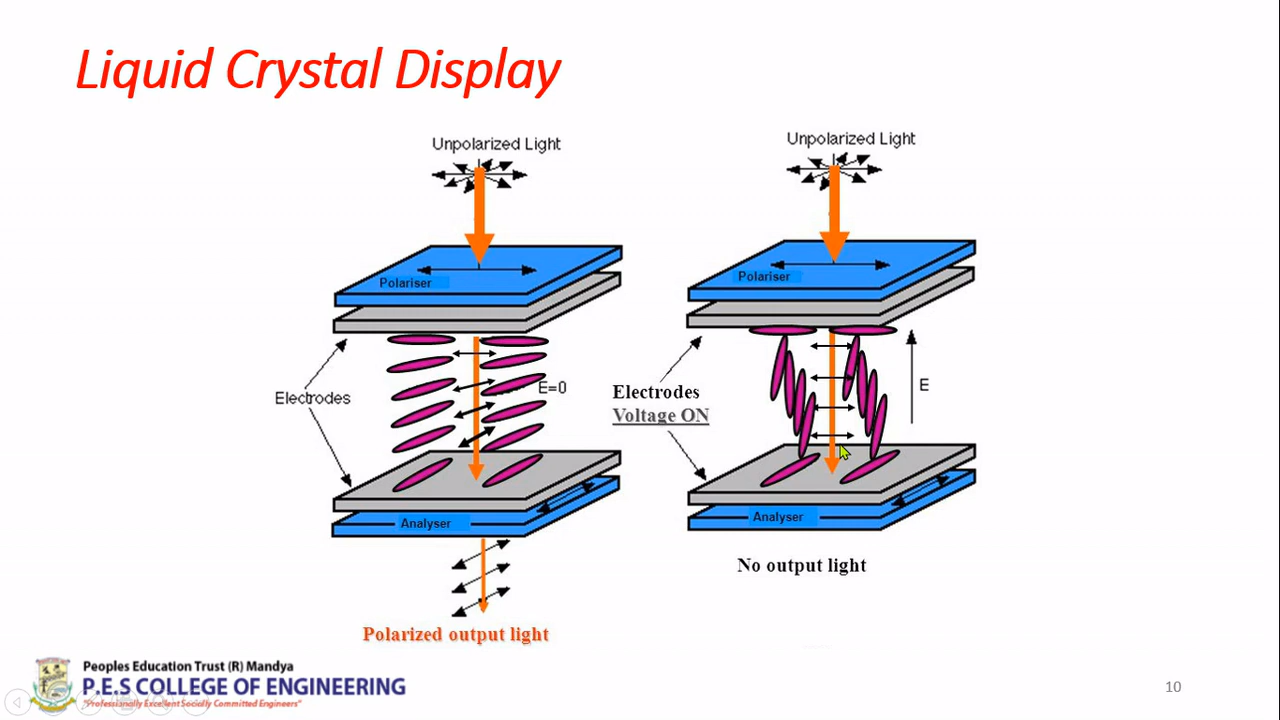 Liquid Crystal Display
Unpolarized Light
Polariser
Electrodes
E=0
Analyser
Polarized output light
Unpolarized Light
Polariser
Electrodes
Voltage ON
E
Analyser
No output light
Peoples Education Trust (R) Mandya
P.E.S COLLEGE OF ENGINEERING
"Professionally Excellent Socially Committed Engineers"
10